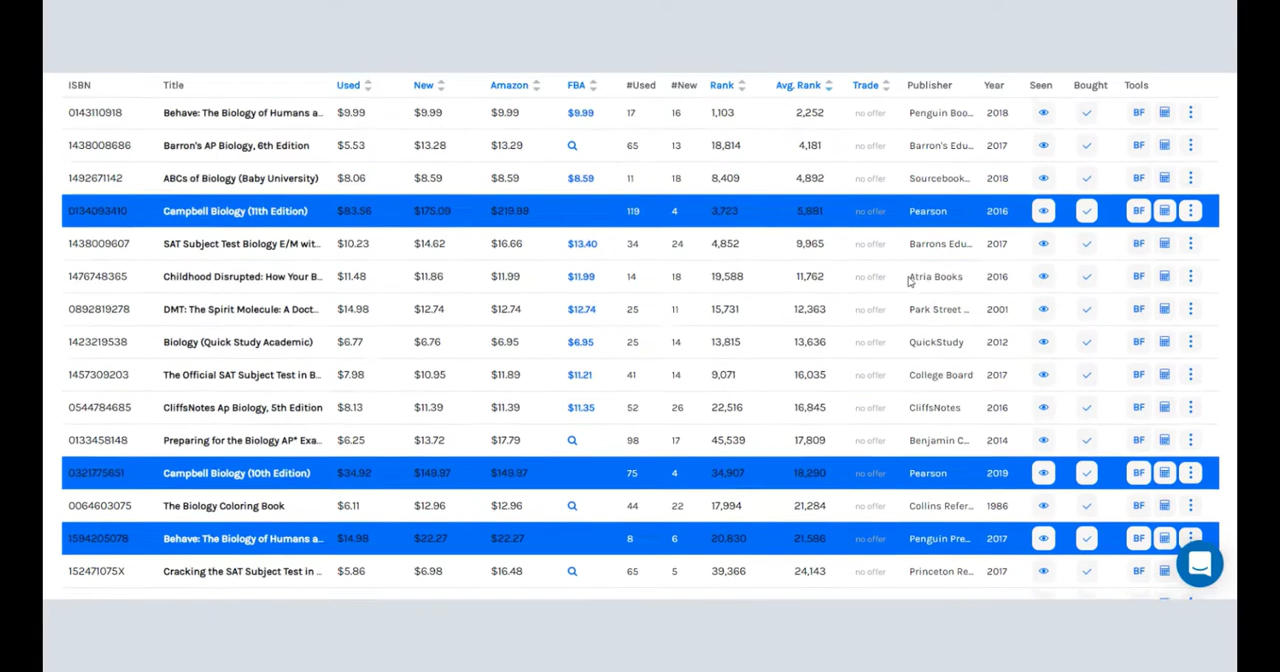 ISBN Title Used New Amazon FBA #Used #New Rank Avg. Rank Trade Publisher Year Seen Bought Tools
0143110918 Behave: The Biology of Humans a... $9.99 $9.99 $9.99 $9.99 17 16 1,103 2,252 no offer Penguin Boo... 2018 BF
1438008686 Barron's AP Biology, 6th Edition $5.53 $13.28 $13.29 65 13 18,814 4,181 no offer Barron's Edu... 2017 BF
1492671142 ABCs of Biology (Baby University) $8.06 $8.59 $8.59 $8.59 11 18 8,409 4,892 no offer Sourcebook... 2018 BF
0134093410 Campbell Biology (11th Edition) $83.56 $175.09 $219.99 119 4 3,723 5,881 no offer Pearson 2016 BF
1438009607 SAT Subject Test Biology E/M wit... $10.23 $14.62 $16.66 $13.40 34 24 4,852 9,965 no offer Barrons Edu... 2017 BF
1476748365 Childhood Disrupted: How Your B... $11.48 $11.86 $11.99 $11.99 14 18 19,588 11,762 no offer Atria Books 2016 BF
0892819278 DMT: The Spirit Molecule: A Doct... $14.98 $12.74 $12.74 $12.74 25 11 15,731 12,363 no offer Park Street ... 2001 BF
1423219538 Biology (Quick Study Academic) $6.77 $6.76 $6.95 $6.95 25 14 13,815 13,636 no offer QuickStudy 2012 BF
1457309203 The Official SAT Subject Test in B... $7.98 $10.95 $11.89 $11.21 41 14 9,071 16,035 no offer College Board 2017 BF
0544784685 CliffsNotes Ap Biology, 5th Edition $8.13 $11.39 $11.39 $11.35 52 26 22,516 16,845 no offer CliffsNotes 2016 BF
0133458148 Preparing for the Biology AP* Exa... $6.25 $13.72 $17.79 98 17 45,539 17,809 no offer Benjamin C... 2014 BF
0321775651 Campbell Biology (10th Edition) $34.92 $149.97 $149.97 75 4 34,907 18,290 no offer Pearson 2019 BF
0064603075 The Biology Coloring Book $6.11 $12.96 $12.96 44 22 17,994 21,284 no offer Collins Refer... 1986 BF
1594205078 Behave: The Biology of Humans a... $14.98 $22.27 $22.27 8 6 20,830 21,586 no offer Penguin Pre... 2017 BF
152471075X Cracking the SAT Subject Test in ... $5.86 $6.98 $16.48 65 5 39,366 24,143 no offer Princeton Re... 2017 BF